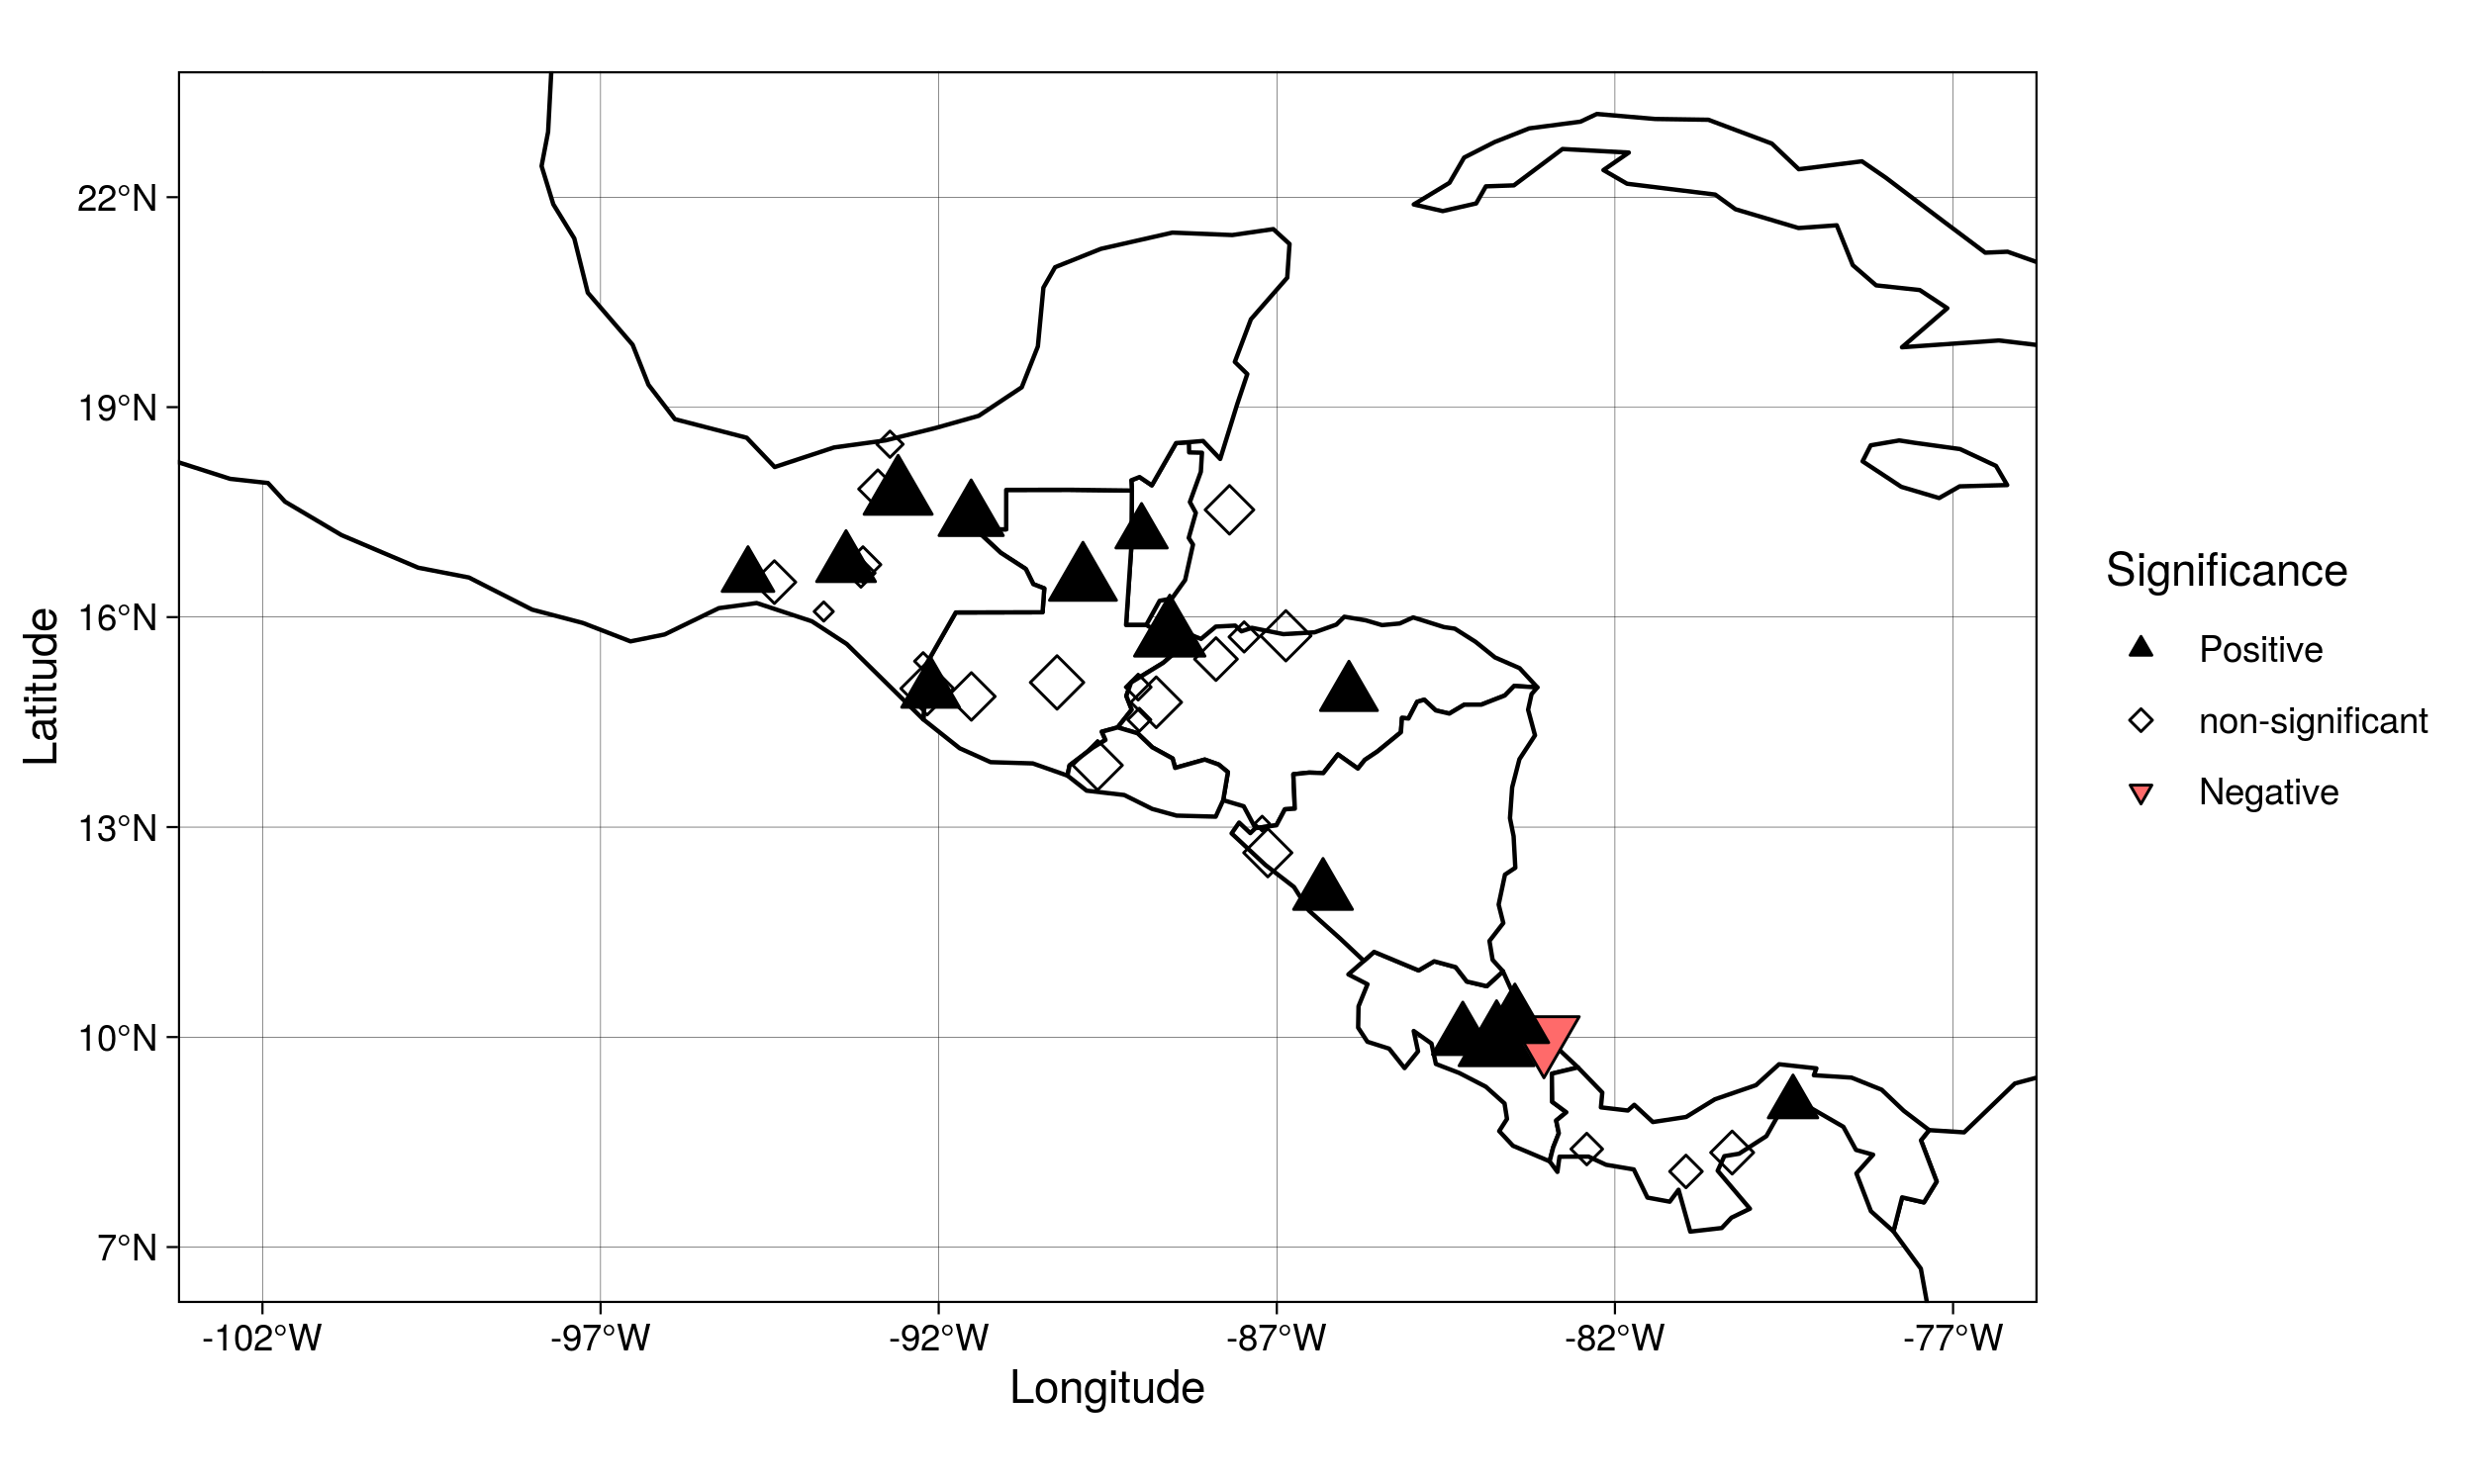 22°N
19°N
16°N
13°N
10°N
7°N
Latitude
-102°W -97°W -92°W -87°W -82°W -77°W
Longitude
Significance
Positive
non-significant
Negative